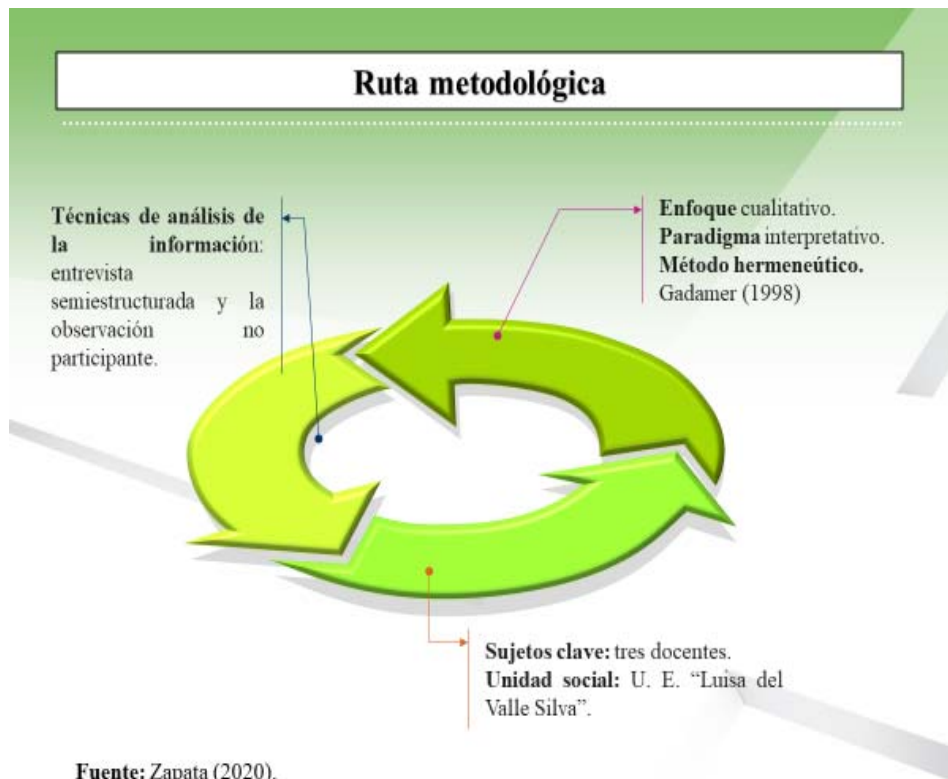 Ruta metodológica
Técnicas de análisis de
la información:
entrevista
semiestructurada y la
observación no
participante.
Enfoque cualitativo.
Paradigma interpretativo.
Método hermeneútico.
Gadamer (1998)
Sujetos clave: tres docentes.
Unidad social: U. E. “Luisa del
Valle Silva”.
Fuente: Zapata (2020).